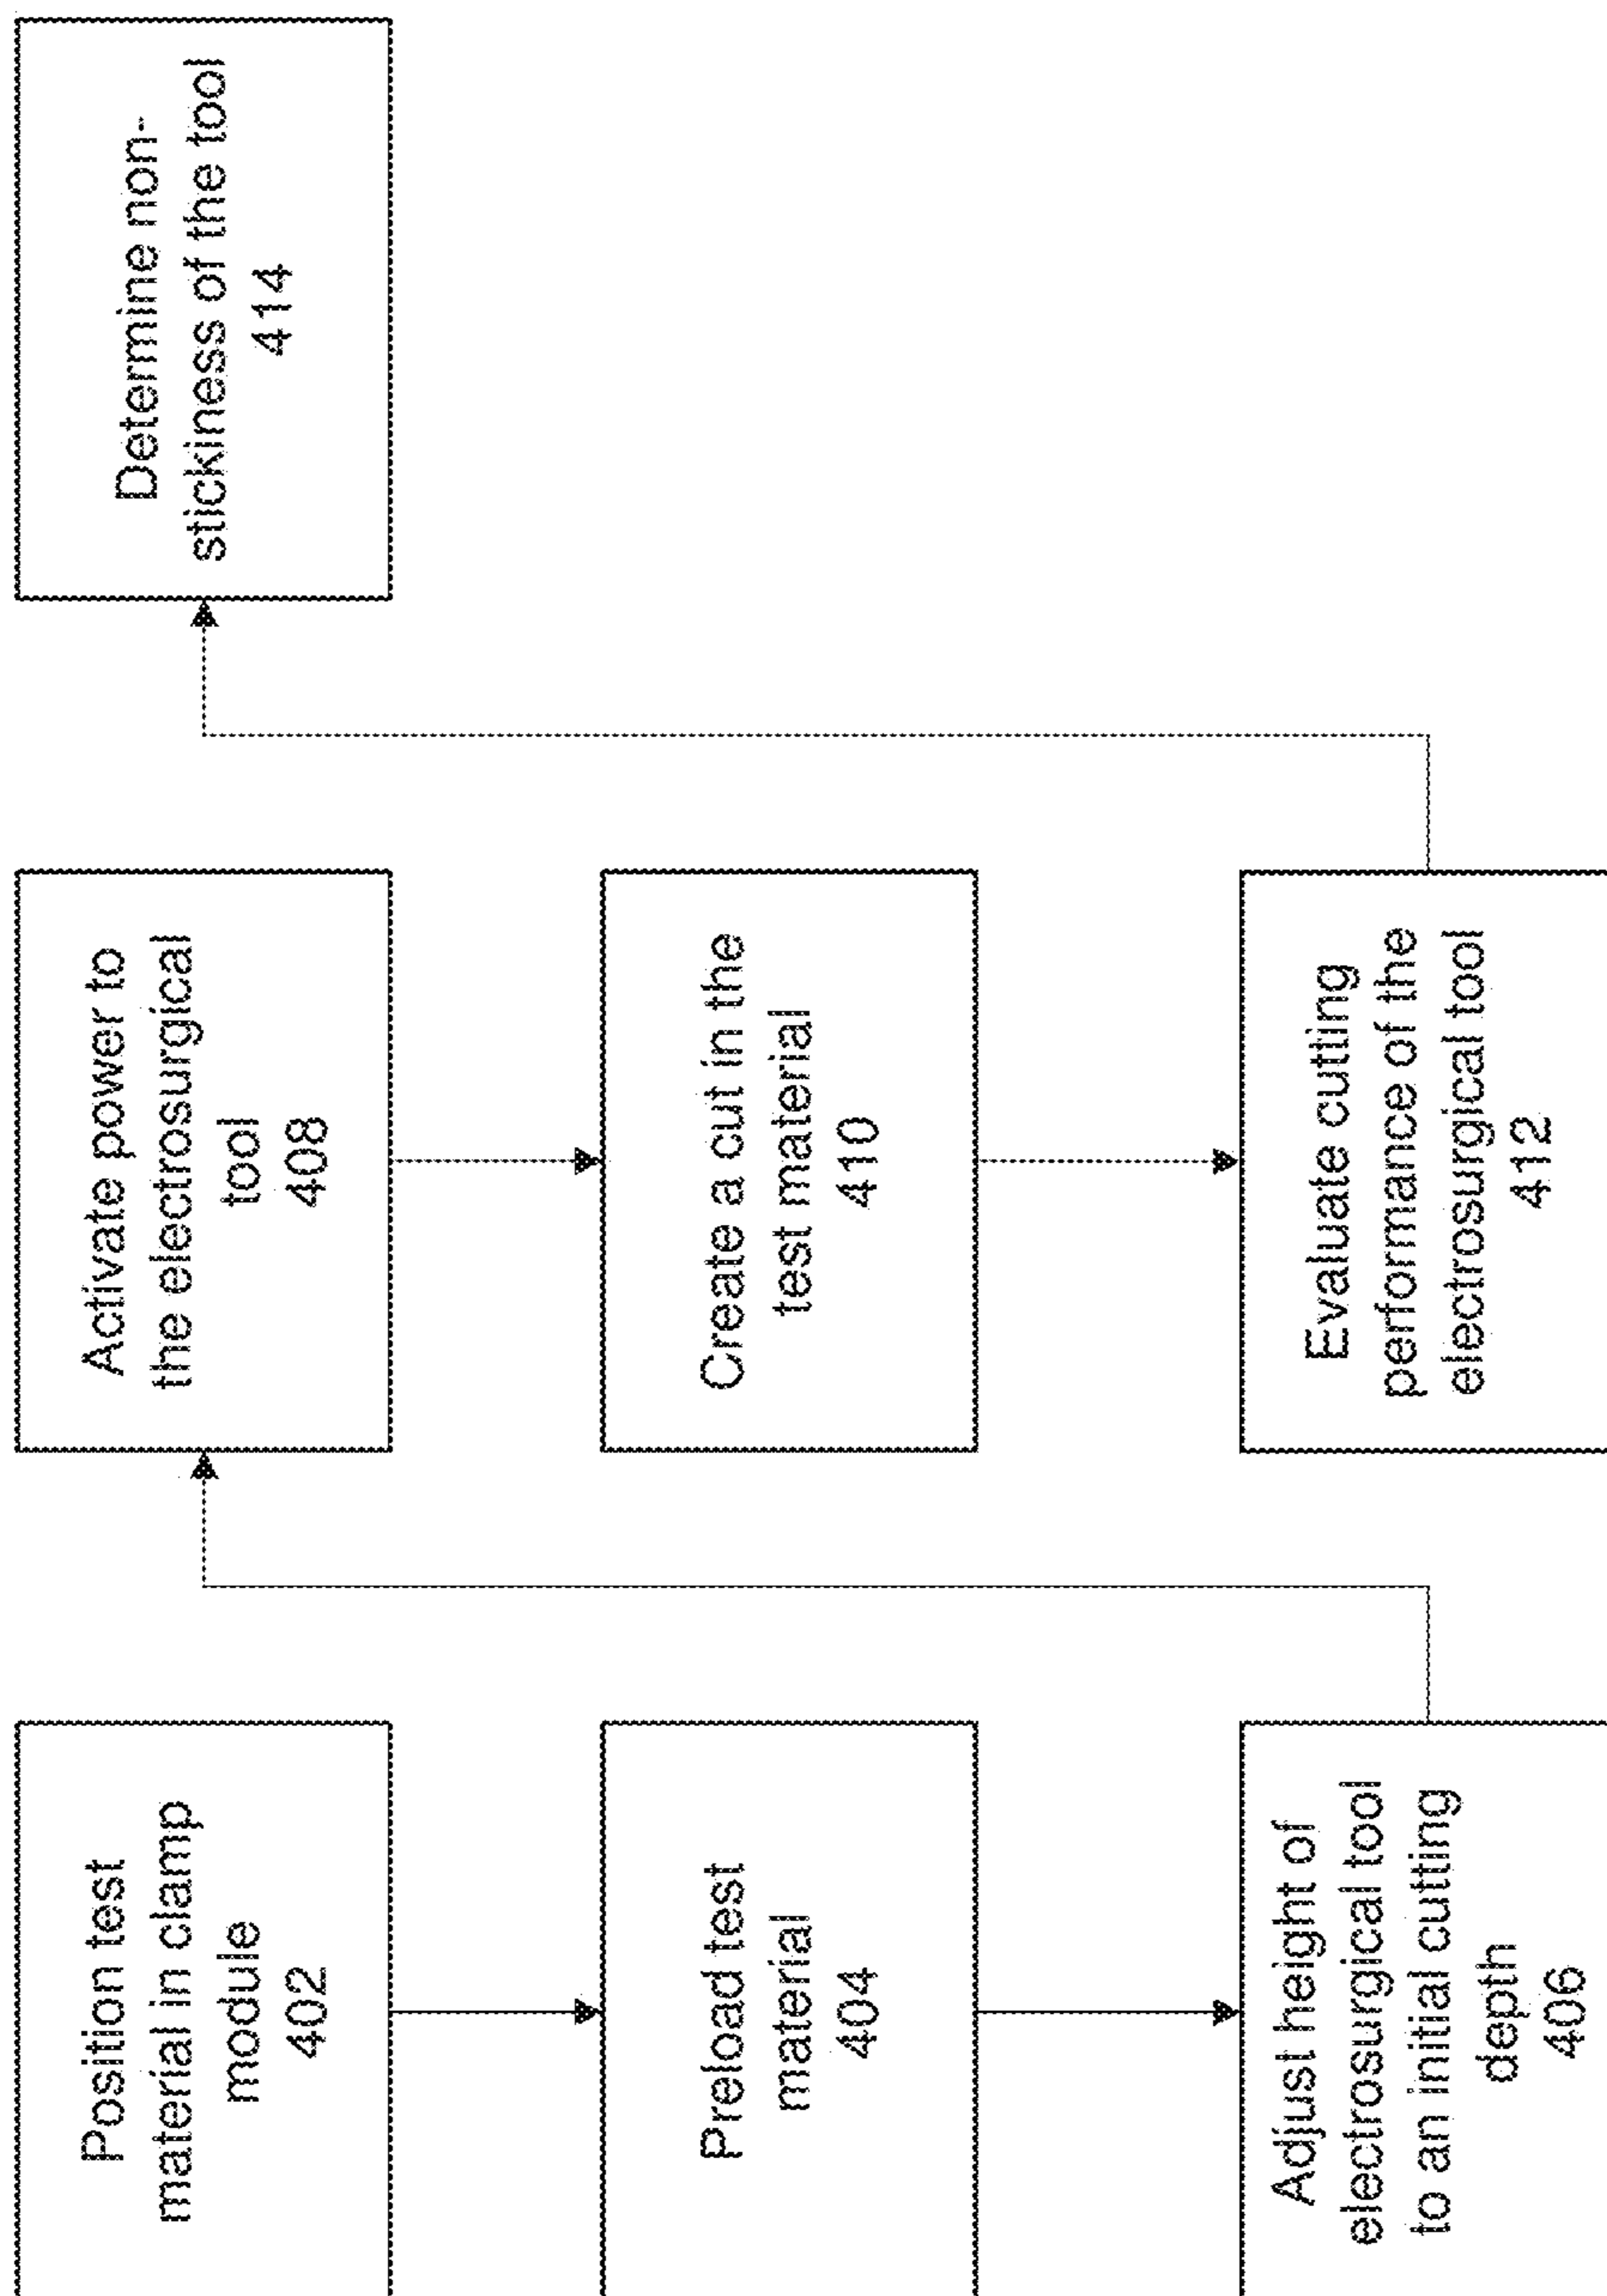 Position test
material in clamp
module
402
Preload test
material
404
Adjust height of
electrosurgical tool
to an initial cutting
depth
406
Activate power to
the electrosurgical
tool
408
Create a cut in the
test material
410
Evaluate cutting
performance of the
electrosurgical tool
412
Determine non-
stickiness of the tool
414